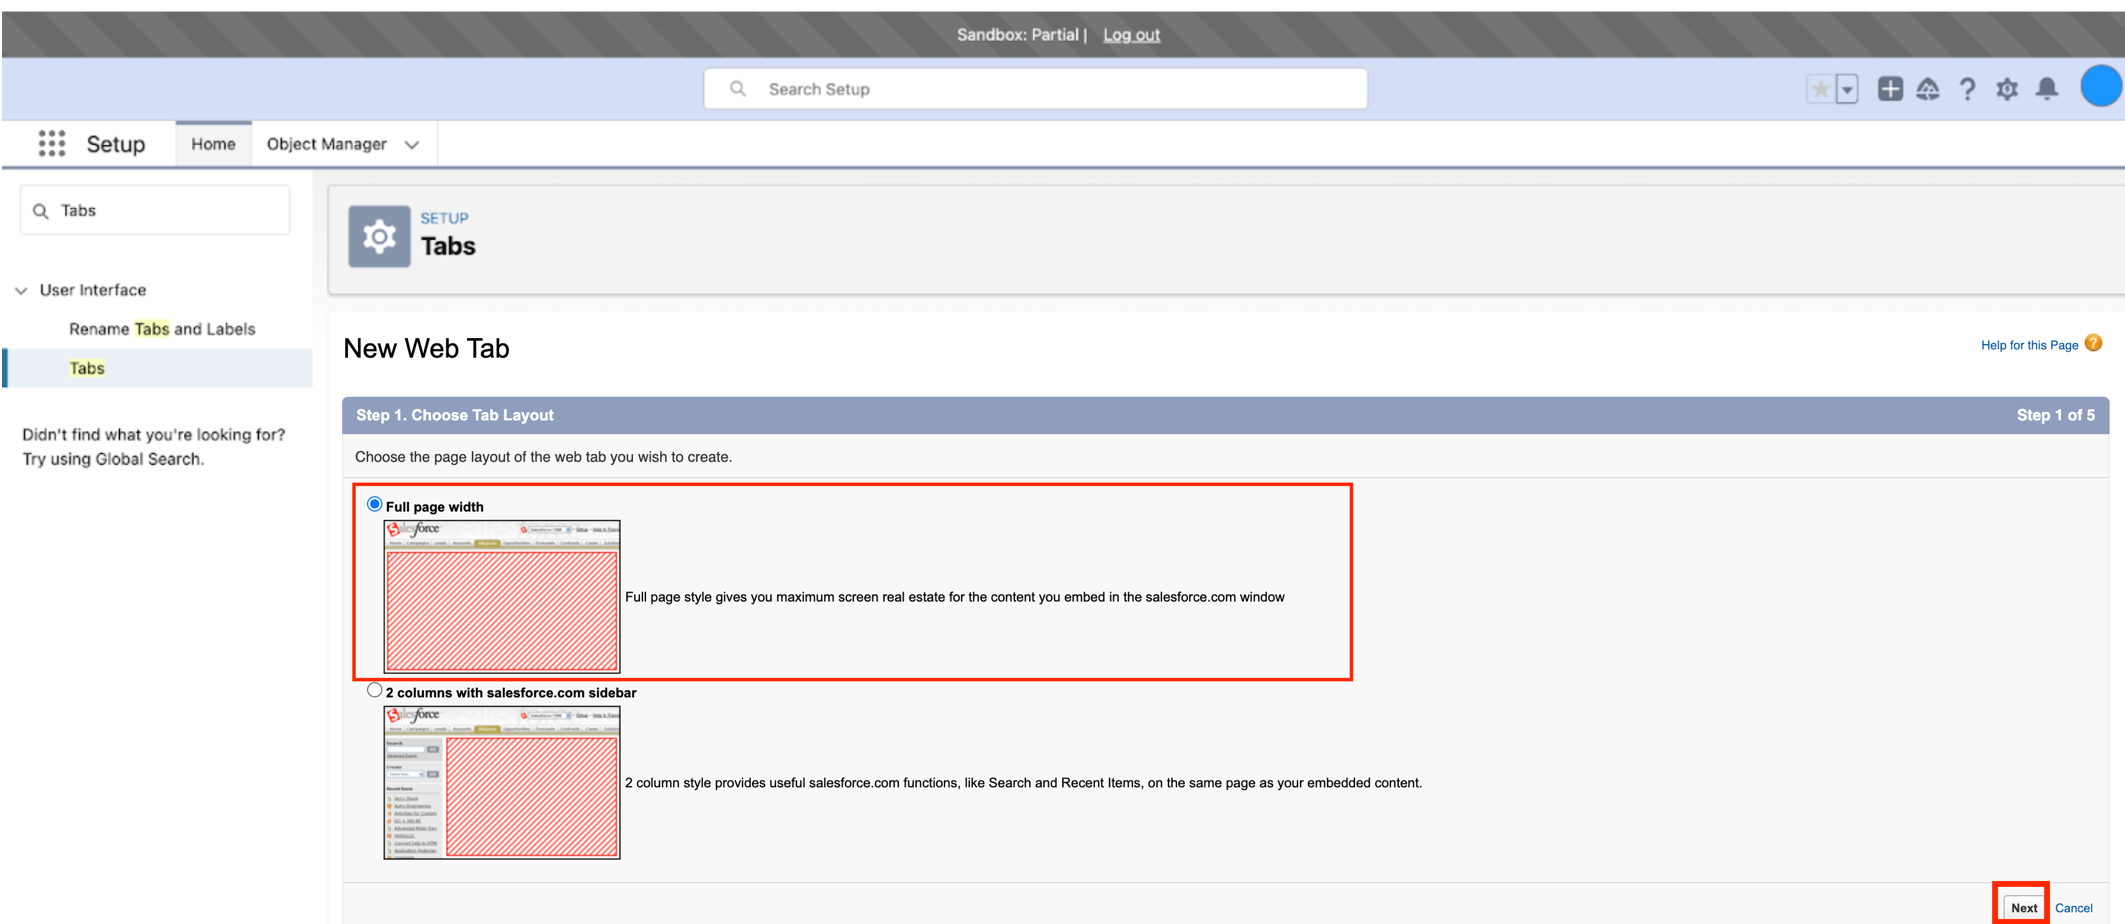 Sandbox: Partial | Log out
Search Setup
Setup
Home
Object Manager
Tabs
SETUP
Tabs
User Interface
Rename Tabs and Labels
Tabs
Didn't find what you're looking for?
Try using Global Search.
New Web Tab
Help for this Page
Step 1. Choose Tab Layout
Step 1 of 5
Choose the page layout of the web tab you wish to create.
Full page width
salesforce
Full page style gives you maximum screen real estate for the content you embed in the salesforce.com window
2 columns with salesforce.com sidebar
salesforce
Search
Create
2 column style provides useful salesforce.com functions, like Search and Recent Items, on the same page as your embedded content.
Next
Cancel